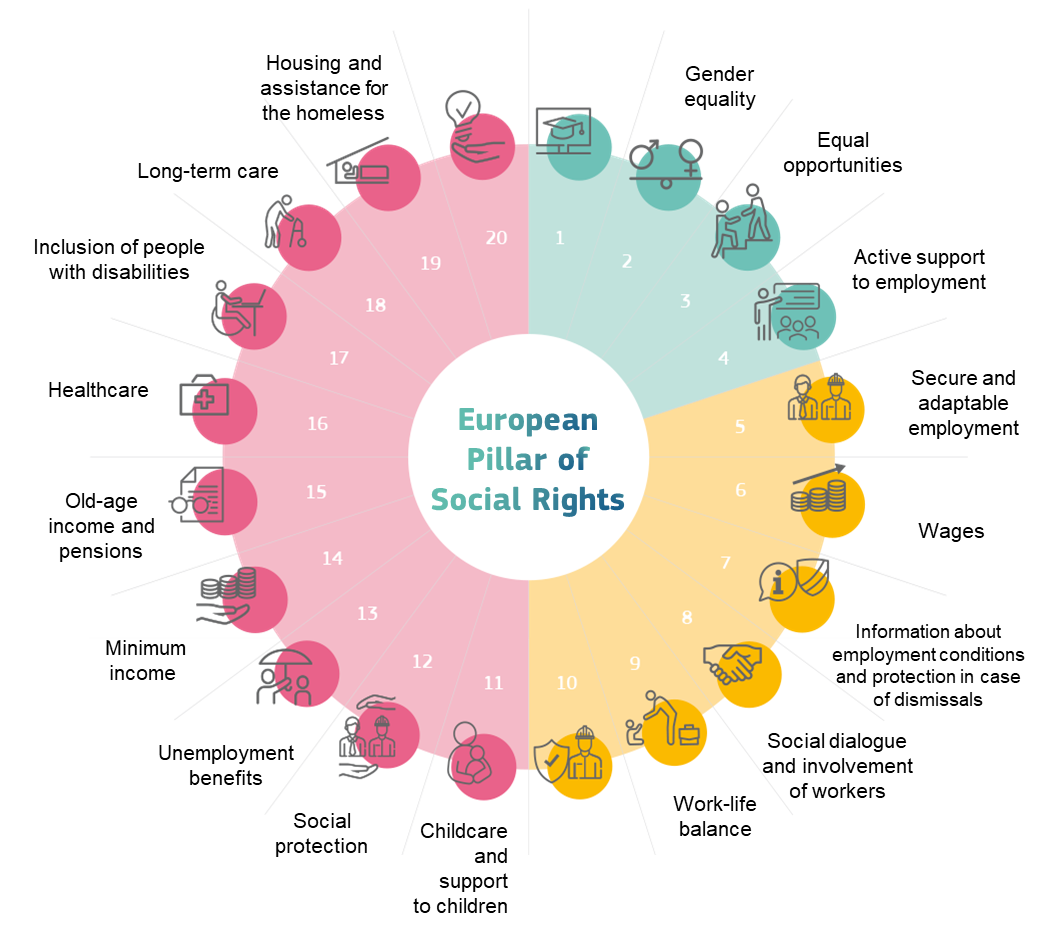 European
Pillar of
Social Rights
1
2
3
4
5
6
7
8
9
10
11
12
13
14
15
16
17
18
19
20
Gender
equality
Equal
opportunities
Active support
to employment
Secure and
adaptable
employment
Wages
Information about
employment conditions
and protection in case
of dismissals
Social dialogue
and involvement
of workers
Work-life
balance
Childcare
and
support
to children
Social
protection
Unemployment
benefits
Minimum
income
Old-age
income and
pensions
Healthcare
Inclusion of people
with disabilities
Long-term care
Housing and
assistance for
the homeless